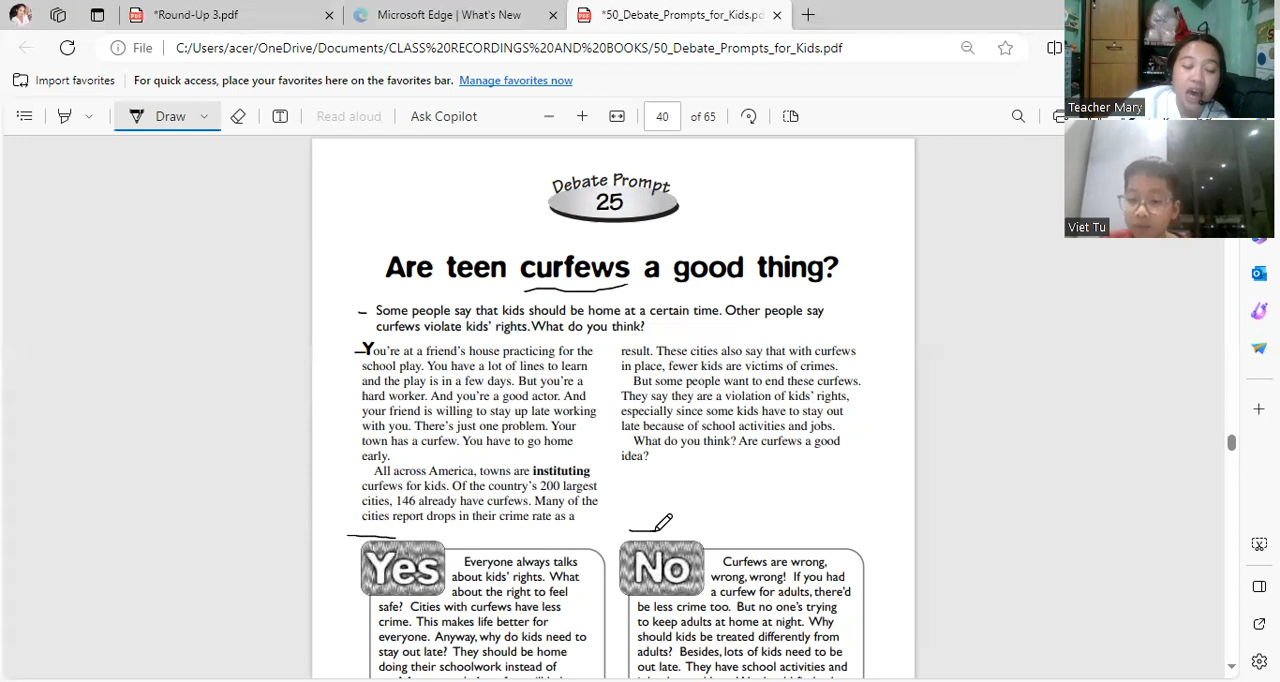 *Round-Up 3.pdf
Microsoft Edge | What's New
*50_Debate_Prompts_for_Kids.pd
File
C:/Users/acer/OneDrive/Documents/CLASS%20RECORDINGS%20AND%20BOOKS/50_Debate_Prompts_for_Kids.pdf
Import favorites
For quick access, place your favorites here on the favorites bar. Manage favorites now
Draw
Read aloud
Ask Copilot
40 of 65
Teacher Mary
Viet Tu
Debate Prompt
25
Are teen curfews a good thing?
Some people say that kids should be home at a certain time. Other people say
curfews violate kids' rights. What do you think?
You're at a friend's house practicing for the
school play. You have a lot of lines to learn
and the play is in a few days. But you're a
hard worker. And you're a good actor. And
your friend is willing to stay up late working
with you. There's just one problem. Your
town has a curfew. You have to go home
early.
All across America, towns are instituting
curfews for kids. Of the country's 200 largest
cities, 146 already have curfews. Many of the
cities report drops in their crime rate as a
result. These cities also say that with curfews
in place, fewer kids are victims of crimes.
But some people want to end these curfews.
They say they are a violation of kids' rights,
especially since some kids have to stay out
late because of school activities and jobs.
What do you think? Are curfews a good
idea?
Yes
Everyone always talks
about kids' rights. What
about the right to feel
safe? Cities with curfews have less
crime. This makes life better for
everyone. Anyway, why do kids need to
stay out late? They should be home
doing their schoolwork instead of
No
Curfews are wrong,
wrong, wrong! If you had
a curfew for adults, there'd
be less crime too. But no one's trying
to keep adults at home at night. Why
should kids be treated differently from
adults? Besides, lots of kids need to be
out late. They have school activities and